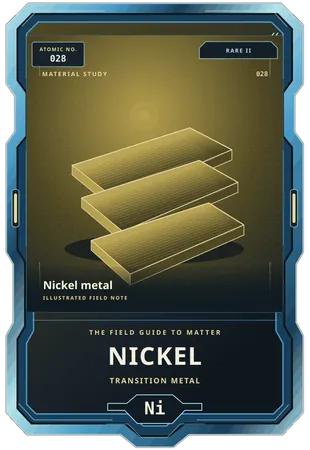 ATOMIC NO.
028
RARE II
MATERIAL STUDY
028
Nickel metal
ILLUSTRATED FIELD NOTE
THE FIELD GUIDE TO MATTER
NICKEL
TRANSITION METAL
Ni